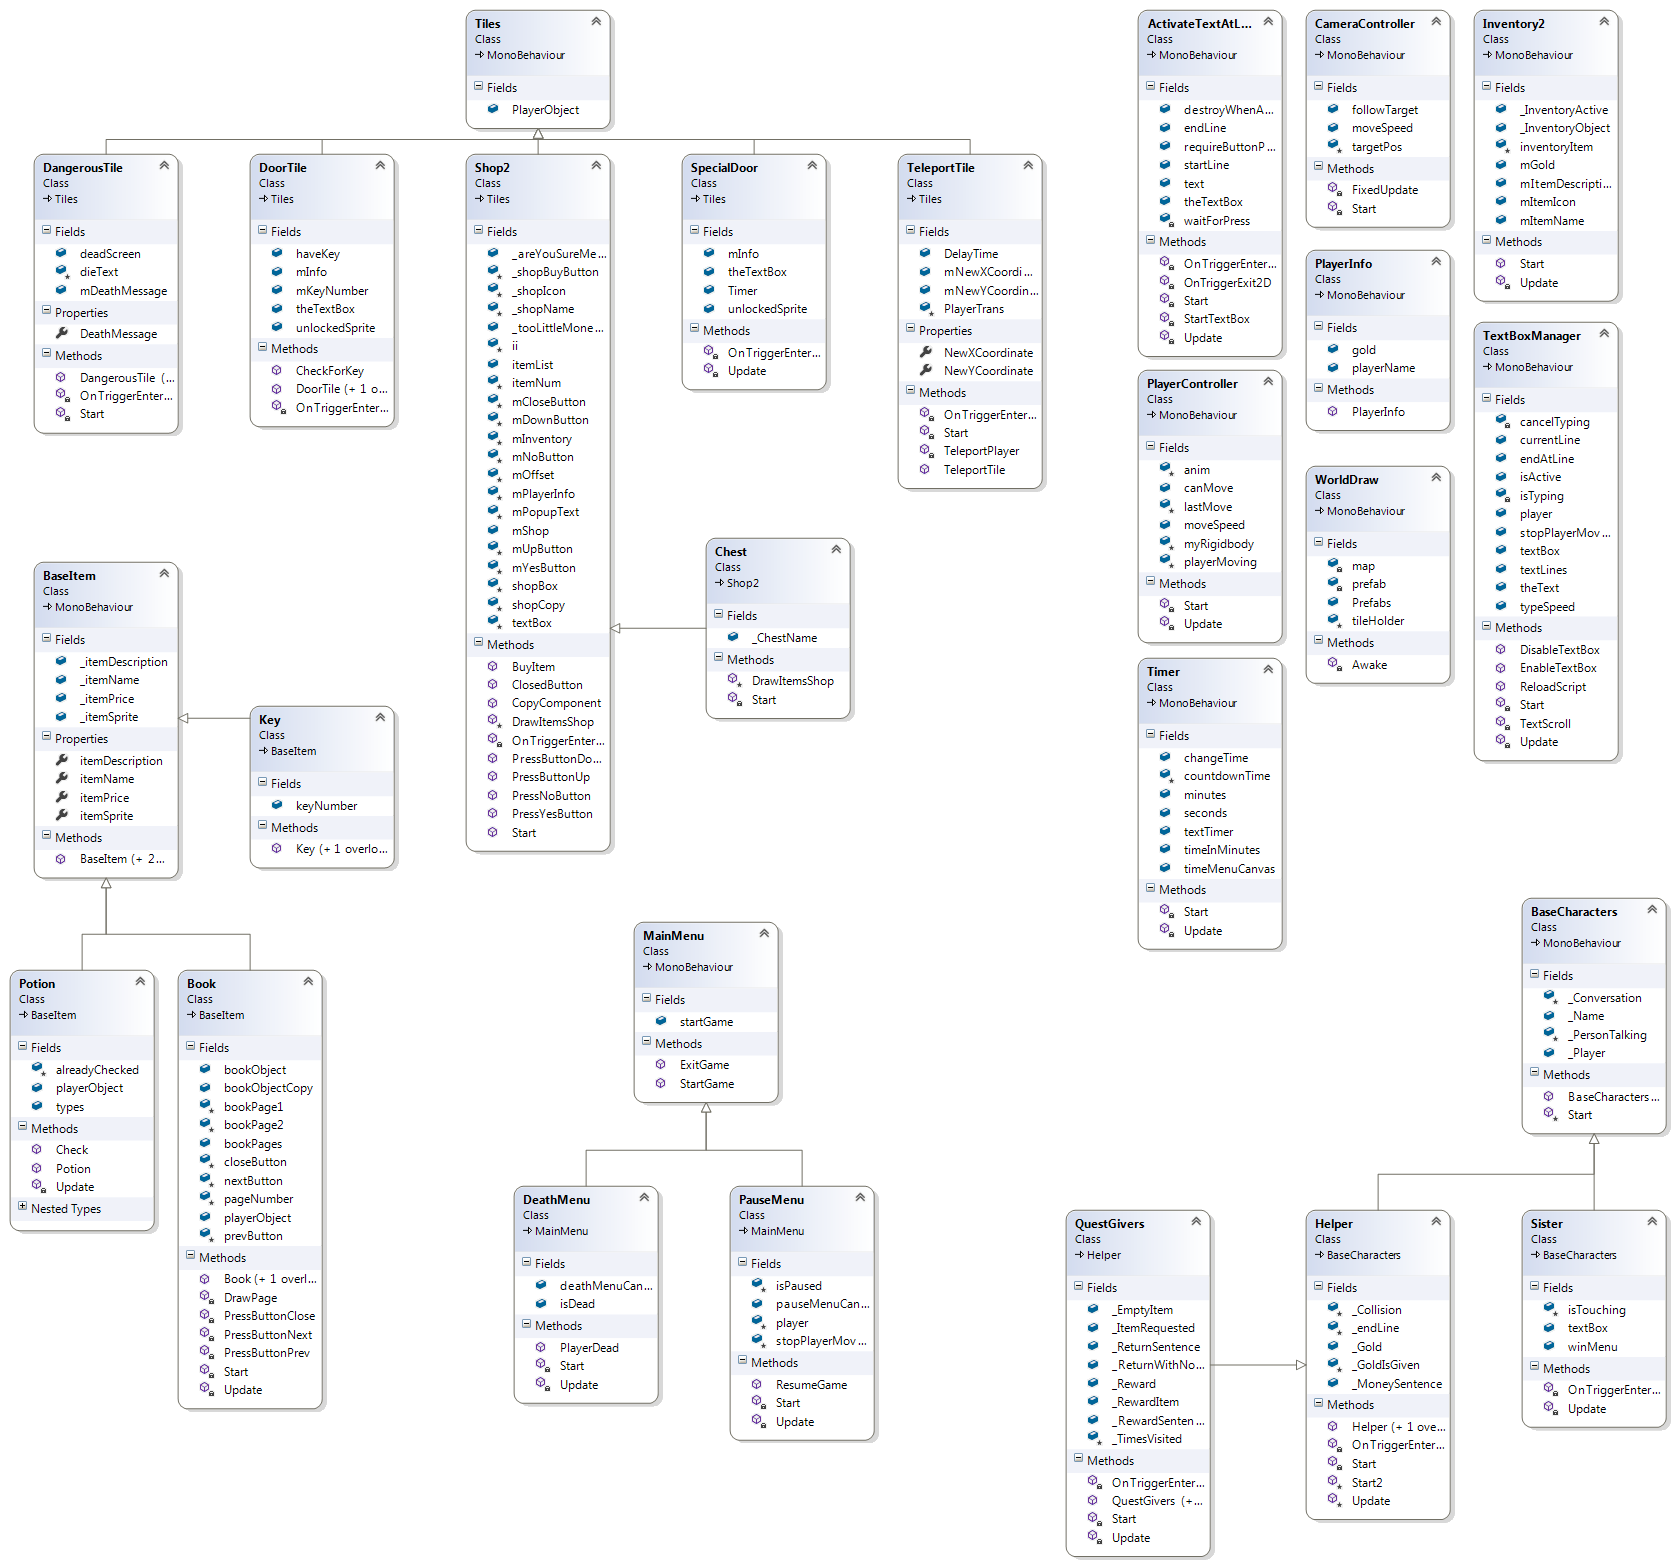 Tiles
Class
MonoBehaviour
Fields
PlayerObject
DangerousTile
Class
Tiles
Fields
deadScreen
dieText
mDeathMessage
Properties
DeathMessage
Methods
DangerousTile (...
OnTriggerEnter...
Start
DoorTile
Class
Tiles
Fields
haveKey
mInfo
mKeyNumber
theTextBox
unlockedSprite
Methods
CheckForKey
DoorTile (+ 1 o...
OnTriggerEnter...
Shop2
Class
Tiles
Fields
_areYouSureMe...
_shopBuyButton
_shopIcon
_shopName
_tooLittleMone...
ii
itemList
itemNum
mCloseButton
mDownButton
mInventory
mNoButton
mOffset
mPlayerInfo
mPopupText
mShop
mUpButton
mYesButton
shopBox
shopCopy
textBox
Methods
BuyItem
ClosedButton
CopyComponent
DrawItemsShop
OnTriggerEnter...
PressButtonDo...
PressButtonUp
PressNoButton
PressYesButton
Start
SpecialDoor
Class
Tiles
Fields
mInfo
theTextBox
Timer
unlockedSprite
Methods
OnTriggerEnter...
Update
TeleportTile
Class
Tiles
Fields
DelayTime
mNewXCoordi...
mNewYCoordin...
PlayerTrans
Properties
NewXCoordinate
NewYCoordinate
Methods
OnTriggerEnter...
Start
TeleportPlayer
TeleportTile
Chest
Class
Shop2
Fields
_ChestName
Methods
DrawItemsShop
Start
BaseItem
Class
MonoBehaviour
Fields
_itemDescription
_itemName
_itemPrice
_itemSprite
Properties
itemDescription
itemName
itemPrice
itemSprite
Methods
BaseItem (+ 2...
Key
Class
BaseItem
Fields
keyNumber
Methods
Key (+ 1 overlo...
Potion
Class
BaseItem
Fields
alreadyChecked
playerObject
types
Methods
Check
Potion
Update
Nested Types
Book
Class
BaseItem
Fields
bookObject
bookObjectCopy
bookPage1
bookPage2
bookPages
closeButton
nextButton
pageNumber
playerObject
prevButton
Methods
Book (+ 1 overl...
DrawPage
PressButtonClose
PressButtonNext
PressButtonPrev
Start
Update
MainMenu
Class
MonoBehaviour
Fields
startGame
Methods
ExitGame
StartGame
DeathMenu
Class
MainMenu
Fields
deathMenuCan...
isDead
Methods
PlayerDead
Start
Update
PauseMenu
Class
MainMenu
Fields
isPaused
pauseMenuCan...
player
stopPlayerMov...
Methods
ResumeGame
Start
Update
ActivateTextAtL...
Class
MonoBehaviour
Fields
destroyWhenA...
endLine
requireButtonP...
startLine
text
theTextBox
waitForPress
Methods
OnTriggerEnter...
OnTriggerExit2D
Start
StartTextBox
Update
CameraController
Class
MonoBehaviour
Fields
followTarget
moveSpeed
targetPos
Methods
FixedUpdate
Start
Inventory2
Class
MonoBehaviour
Fields
_InventoryActive
_InventoryObject
inventoryItem
mGold
mItemDescripti...
mItemIcon
mItemName
Methods
Start
Update
PlayerInfo
Class
MonoBehaviour
Fields
gold
playerName
Methods
PlayerInfo
PlayerController
Class
MonoBehaviour
Fields
anim
canMove
lastMove
moveSpeed
myRigidbody
playerMoving
Methods
Start
Update
TextBoxManager
Class
MonoBehaviour
Fields
cancelTyping
currentLine
endAtLine
isActive
isTyping
player
stopPlayerMov...
textBox
textLines
theText
typeSpeed
Methods
DisableTextBox
EnableTextBox
ReloadScript
Start
TextScroll
Update
WorldDraw
Class
MonoBehaviour
Fields
map
prefab
Prefabs
tileHolder
Methods
Awake
Timer
Class
MonoBehaviour
Fields
changeTime
countdownTime
minutes
seconds
textTimer
timeInMinutes
timeMenuCanvas
Methods
Start
Update
BaseCharacters
Class
MonoBehaviour
Fields
_Conversation
_Name
_PersonTalking
_Player
Methods
BaseCharacters...
Start
QuestGivers
Class
Helper
Fields
_EmptyItem
_ItemRequested
_ReturnSentence
_ReturnWithNo...
_Reward
_RewardItem
_RewardSenten...
_TimesVisited
Methods
OnTriggerEnter...
QuestGivers (+...
Start
Update
Helper
Class
BaseCharacters
Fields
_Collision
_endLine
_Gold
_GoldIsGiven
_MoneySentence
Methods
Helper (+ 1 ove...
OnTriggerEnter...
Start
Start2
Update
Sister
Class
BaseCharacters
Fields
isTouching
textBox
winMenu
Methods
OnTriggerEnter...
Update